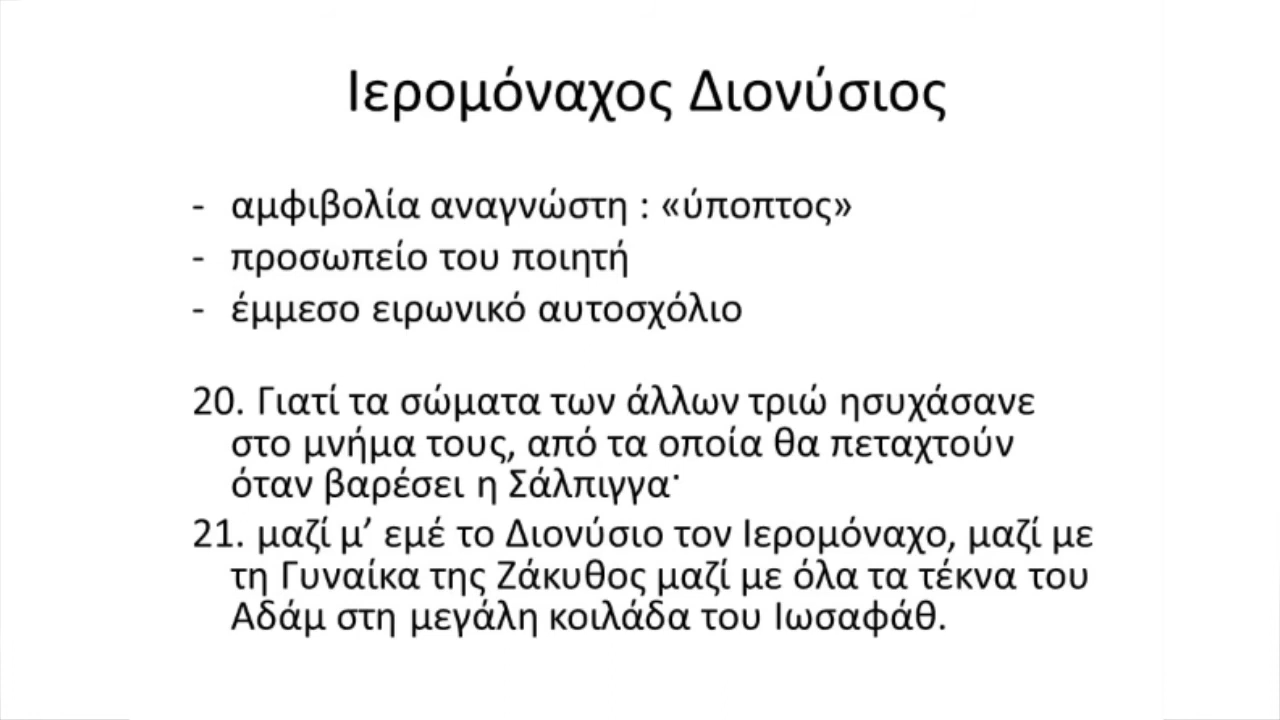 Ιερομόναχος Διονύσιος
- αμφιβολία αναγνώστη : «ύποπτος»
- προσωπείο του ποιητή
- έμμεσο ειρωνικό αυτοσχόλιο
20. Γιατί τα σώματα των άλλων τριώ ησυχάσανε
στο μνήμα τους, από τα οποία θα πεταχτούν
όταν βαρέσει η Σάλπιγγα·
21. μαζί μ’ εμέ το Διονύσιο τον Ιερομόναχο, μαζί με
τη Γυναίκα της Ζάκυθος μαζί με όλα τα τέκνα του
Αδάμ στη μεγάλη κοιλάδα του Ιωσαφάθ.